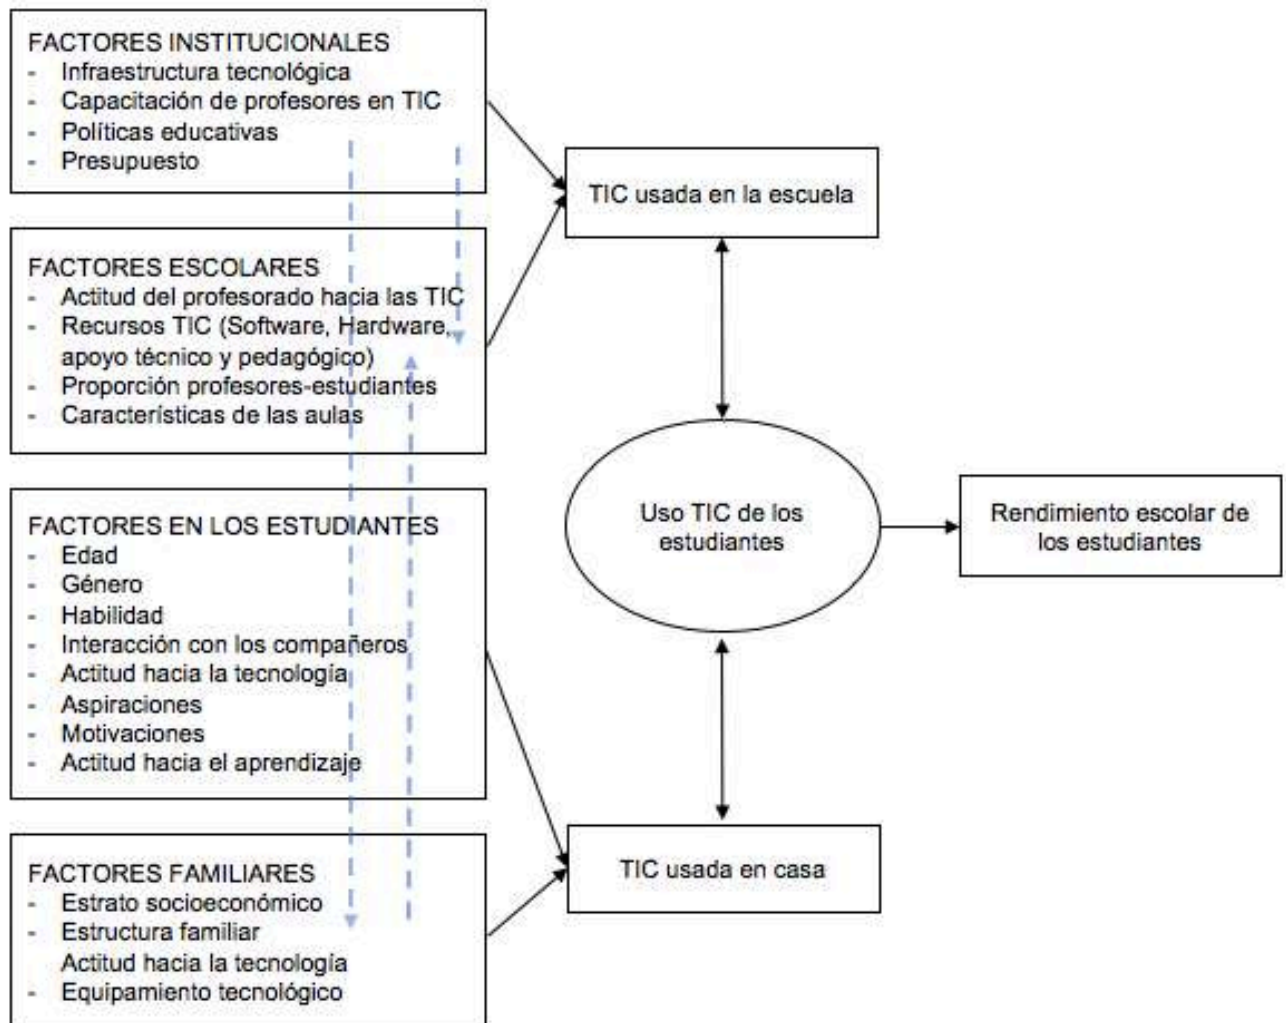 FACTORES INSTITUCIONALES
- Infraestructura tecnológica
- Capacitación de profesores en TIC
- Políticas educativas
- Presupuesto
TIC usada en la escuela
FACTORES ESCOLARES
- Actitud del profesorado hacia las TIC
- Recursos TIC (Software, Hardware,
apoyo técnico y pedagógico)
- Proporción profesores-estudiantes
- Características de las aulas
FACTORES EN LOS ESTUDIANTES
- Edad
- Género
- Habilidad
- Interacción con los compañeros
- Actitud hacia la tecnología
- Aspiraciones
- Motivaciones
- Actitud hacia el aprendizaje
Uso TIC de los
estudiantes
Rendimiento escolar de
los estudiantes
FACTORES FAMILIARES
- Estrato socioeconómico
- Estructura familiar
Actitud hacia la tecnología
- Equipamiento tecnológico
TIC usada en casa